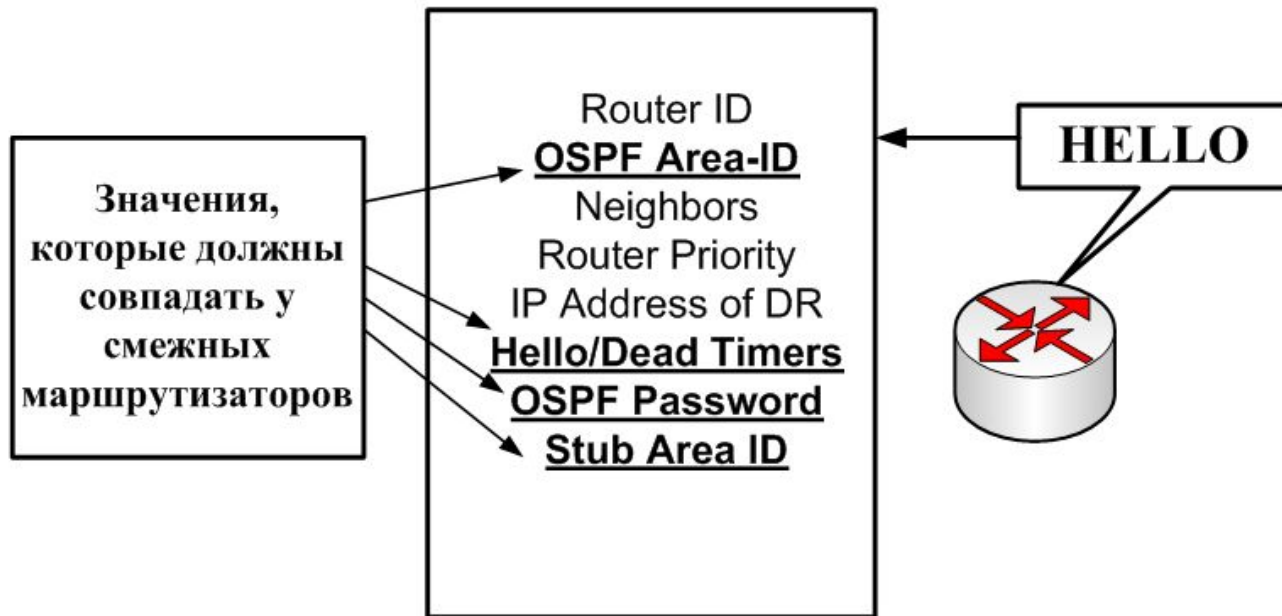 Значения,
которые должны
совпадать у
смежных
маршрутизаторов
Router ID
OSPF Area-ID
Neighbors
Router Priority
IP Address of DR
Hello/Dead Timers
OSPF Password
Stub Area ID
HELLO